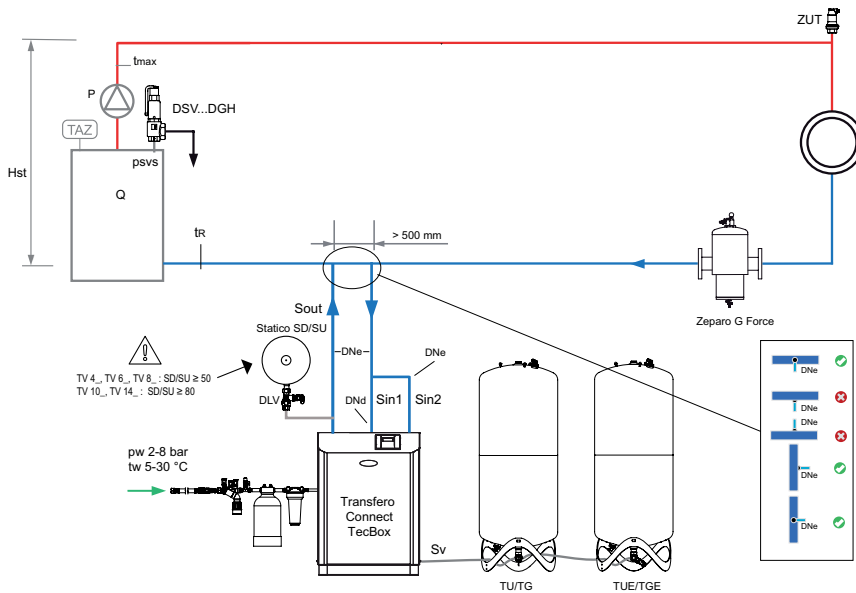 ZUT
tmax
P
DSV...DGH
TAZ
psvs
Hst
Q
tR
> 500 mm
Zeparo G Force
Sout
Statico SD/SU
DNe
DNe
TV 4_, TV 6_, TV 8_ : SD/SU ≥ 50
TV 10_, TV 14_ : SD/SU ≥ 80
DLV
DNd
Sin1
Sin2
DNe
DNe
DNe
DNe
DNe
pw 2-8 bar
tw 5-30 °C
Transfero
Connect
TecBox
Sv
TU/TG
TUE/TGE